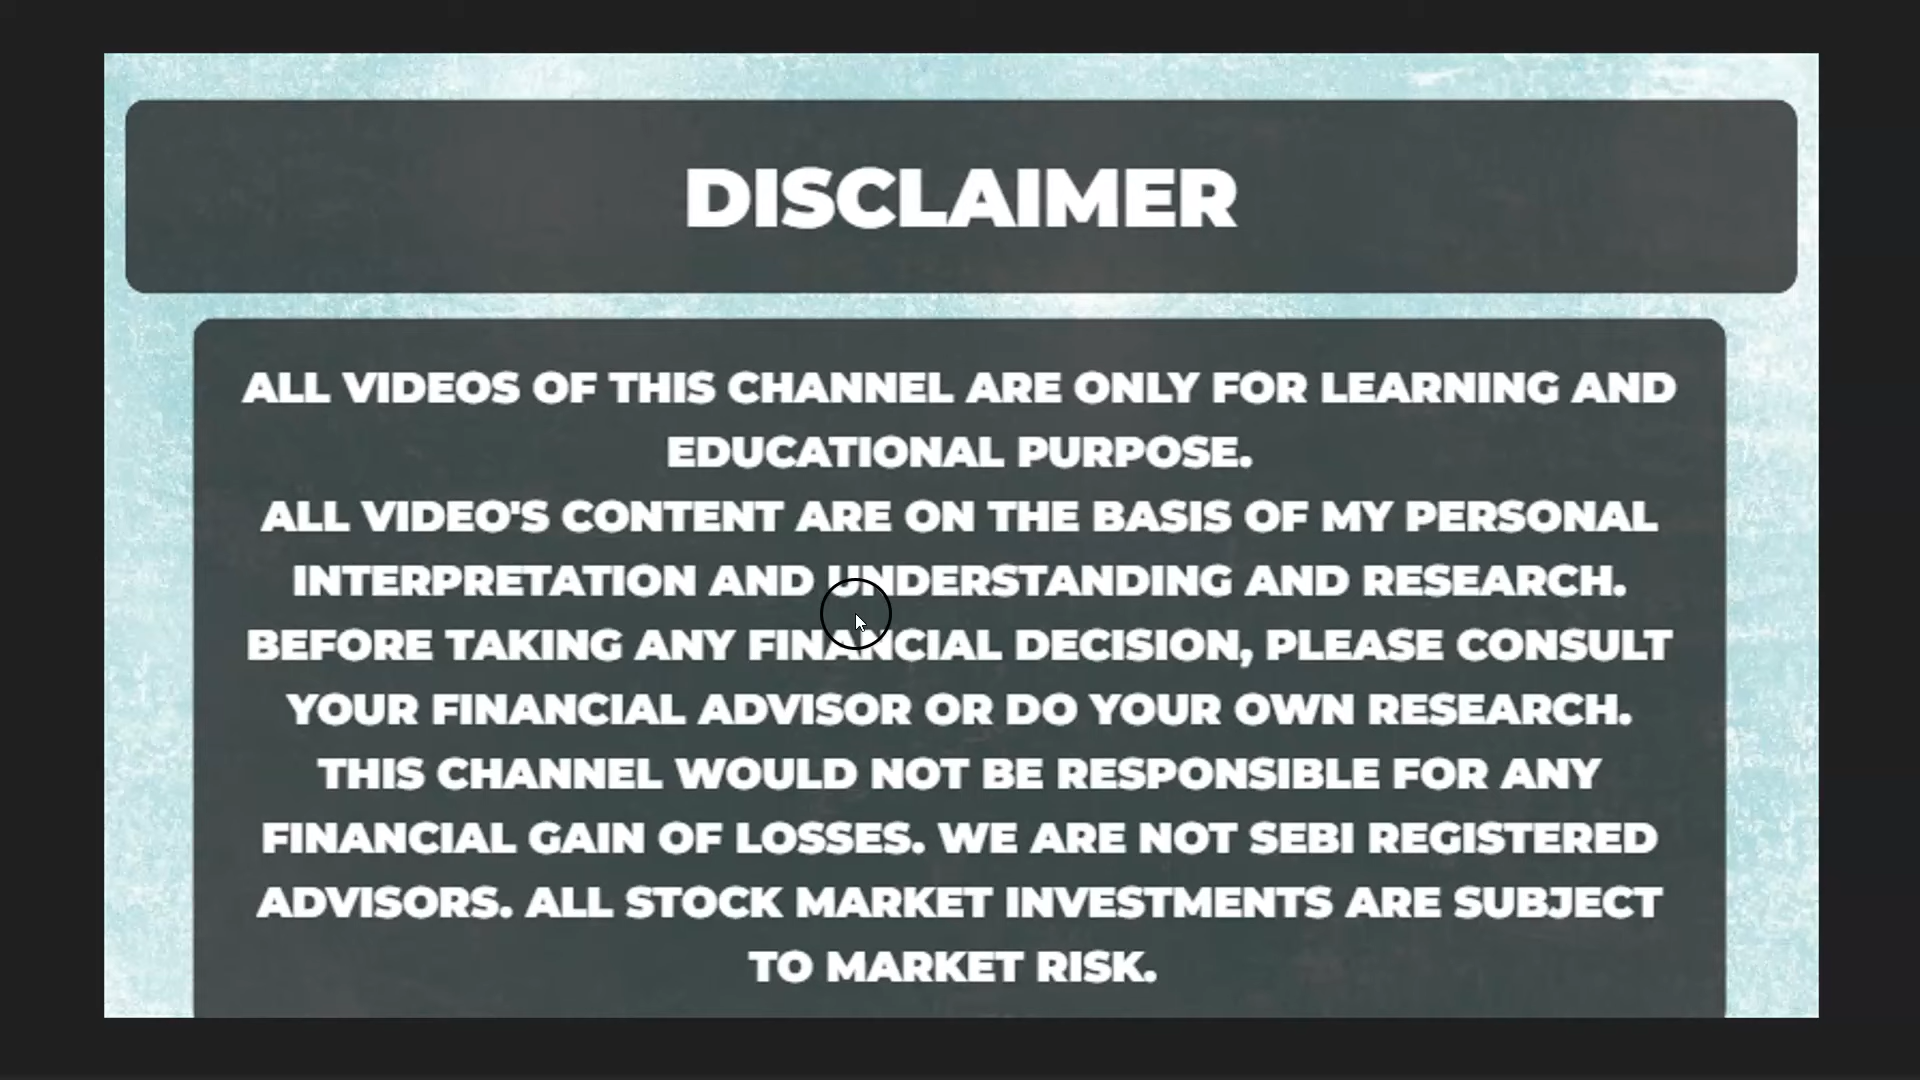 DISCLAIMER
ALL VIDEOS OF THIS CHANNEL ARE ONLY FOR LEARNING AND
EDUCATIONAL PURPOSE.
ALL VIDEO'S CONTENT ARE ON THE BASIS OF MY PERSONAL
INTERPRETATION AND UNDERSTANDING AND RESEARCH.
BEFORE TAKING ANY FINANCIAL DECISION, PLEASE CONSULT
YOUR FINANCIAL ADVISOR OR DO YOUR OWN RESEARCH.
THIS CHANNEL WOULD NOT BE RESPONSIBLE FOR ANY
FINANCIAL GAIN OF LOSSES. WE ARE NOT SEBI REGISTERED
ADVISORS. ALL STOCK MARKET INVESTMENTS ARE SUBJECT
TO MARKET RISK.